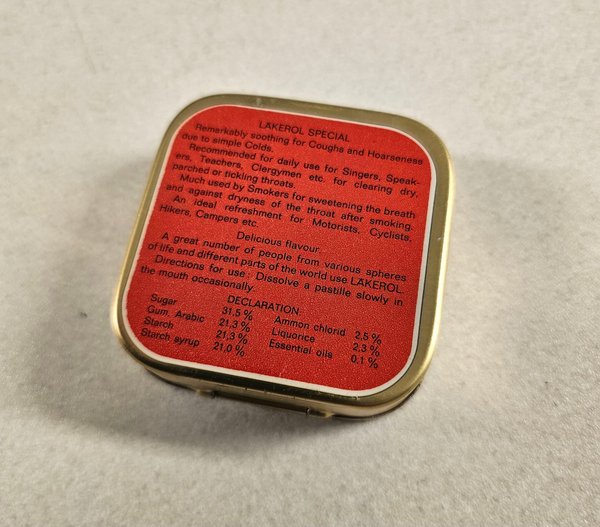 LÄKEROL SPECIAL
Remarkably soothing for Coughs and Hoarseness
due to simple Colds.
Recommended for daily use for Singers, Speak-
ers, Teachers, Clergymen etc. for clearing dry,
parched or tickling throats.
Much used by Smokers for sweetening the breath
and against dryness of the throat after smoking.
An ideal refreshment for Motorists, Cyclists,
Hikers, Campers etc.
Delicious flavour.
A great number of people from various spheres
of life and different parts of the world use LÄKEROL.
Directions for use: Dissolve a pastille slowly in
the mouth occasionally.
DECLARATION:
Sugar 31,5 % Ammon chlorid 2,5 %
Gum. Arabic 21,3 % Liquorice 2,3 %
Starch 21,3 % Essential oils 0,1 %
Starch syrup 21,0 %